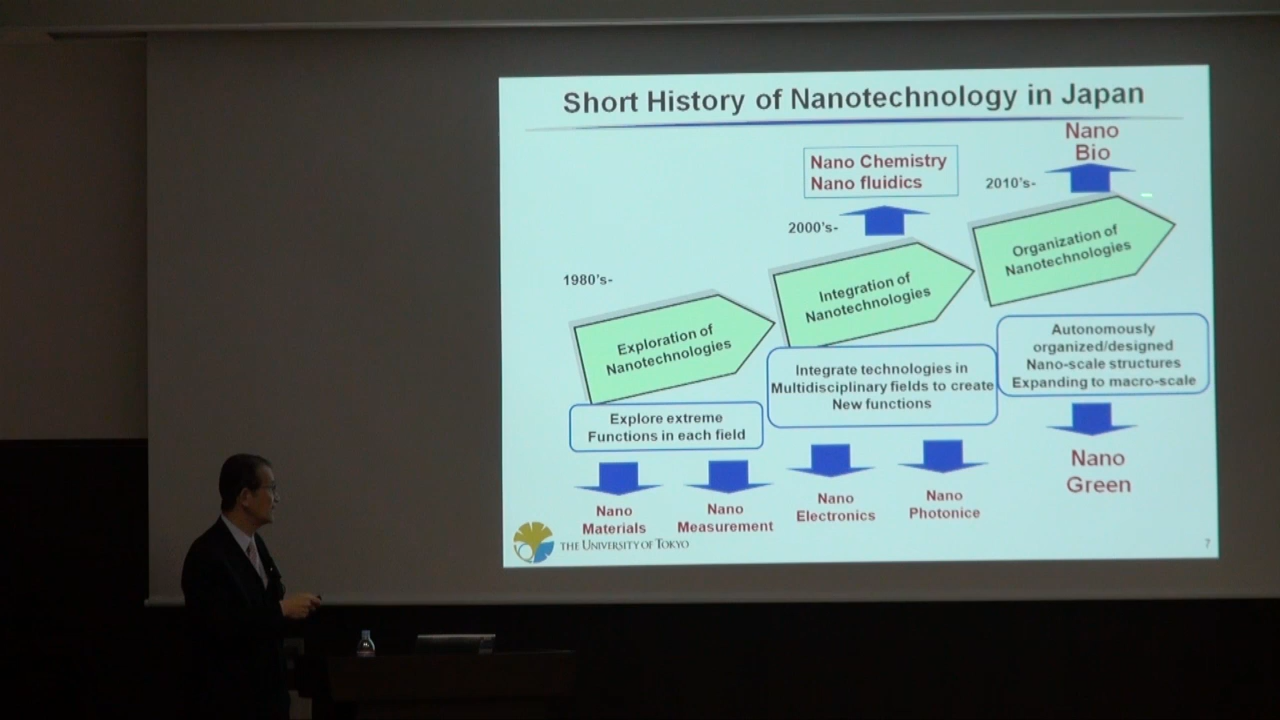 Short History of Nanotechnology in Japan
Nano
Bio
Nano Chemistry
Nano fluidics
2010's-
2000's-
Organization of
Nanotechnologies
1980's-
Integration of
Nanotechnologies
Exploration of
Nanotechnologies
Autonomously
organized/designed
Nano-scale structures
Expanding to macro-scale
Integrate technologies in
Multidisciplinary fields to create
New functions
Explore extreme
Functions in each field
Nano
Materials
Nano
Measurement
Nano
Electronics
Nano
Photonice
Nano
Green
THE UNIVERSITY OF TOKYO
7